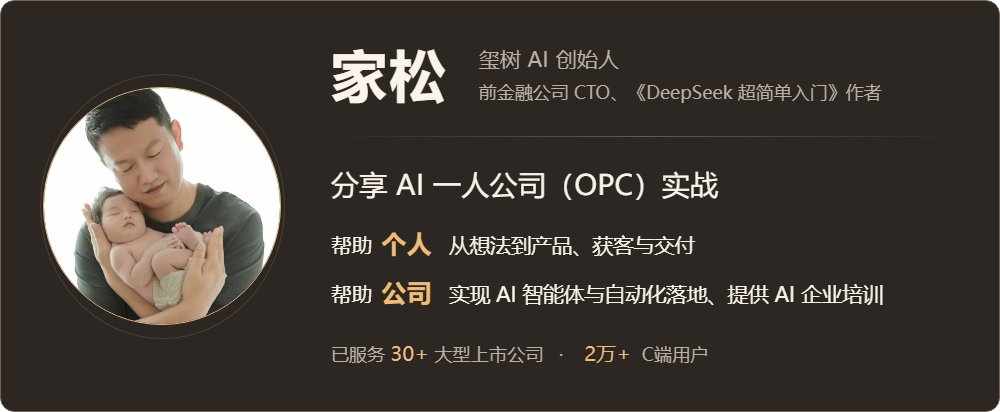 家松
玺树 AI 创始人
前金融公司 CTO、《DeepSeek 超简单入门》作者
分享 AI 一人公司（OPC）实战
帮助 个人 从想法到产品、获客与交付
帮助 公司 实现 AI 智能体与自动化落地、提供 AI 企业培训
已服务 30+ 大型上市公司 · 2万+ C端用户